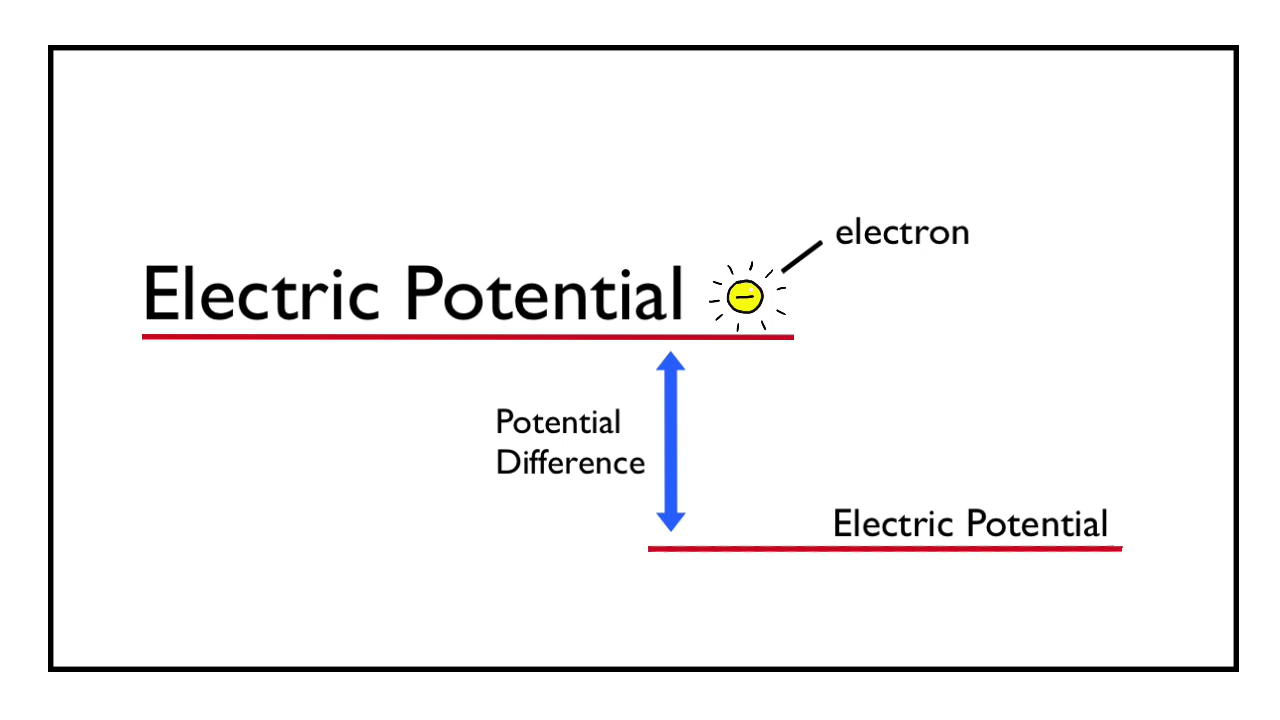 electron
Electric Potential
Potential
Difference
Electric Potential